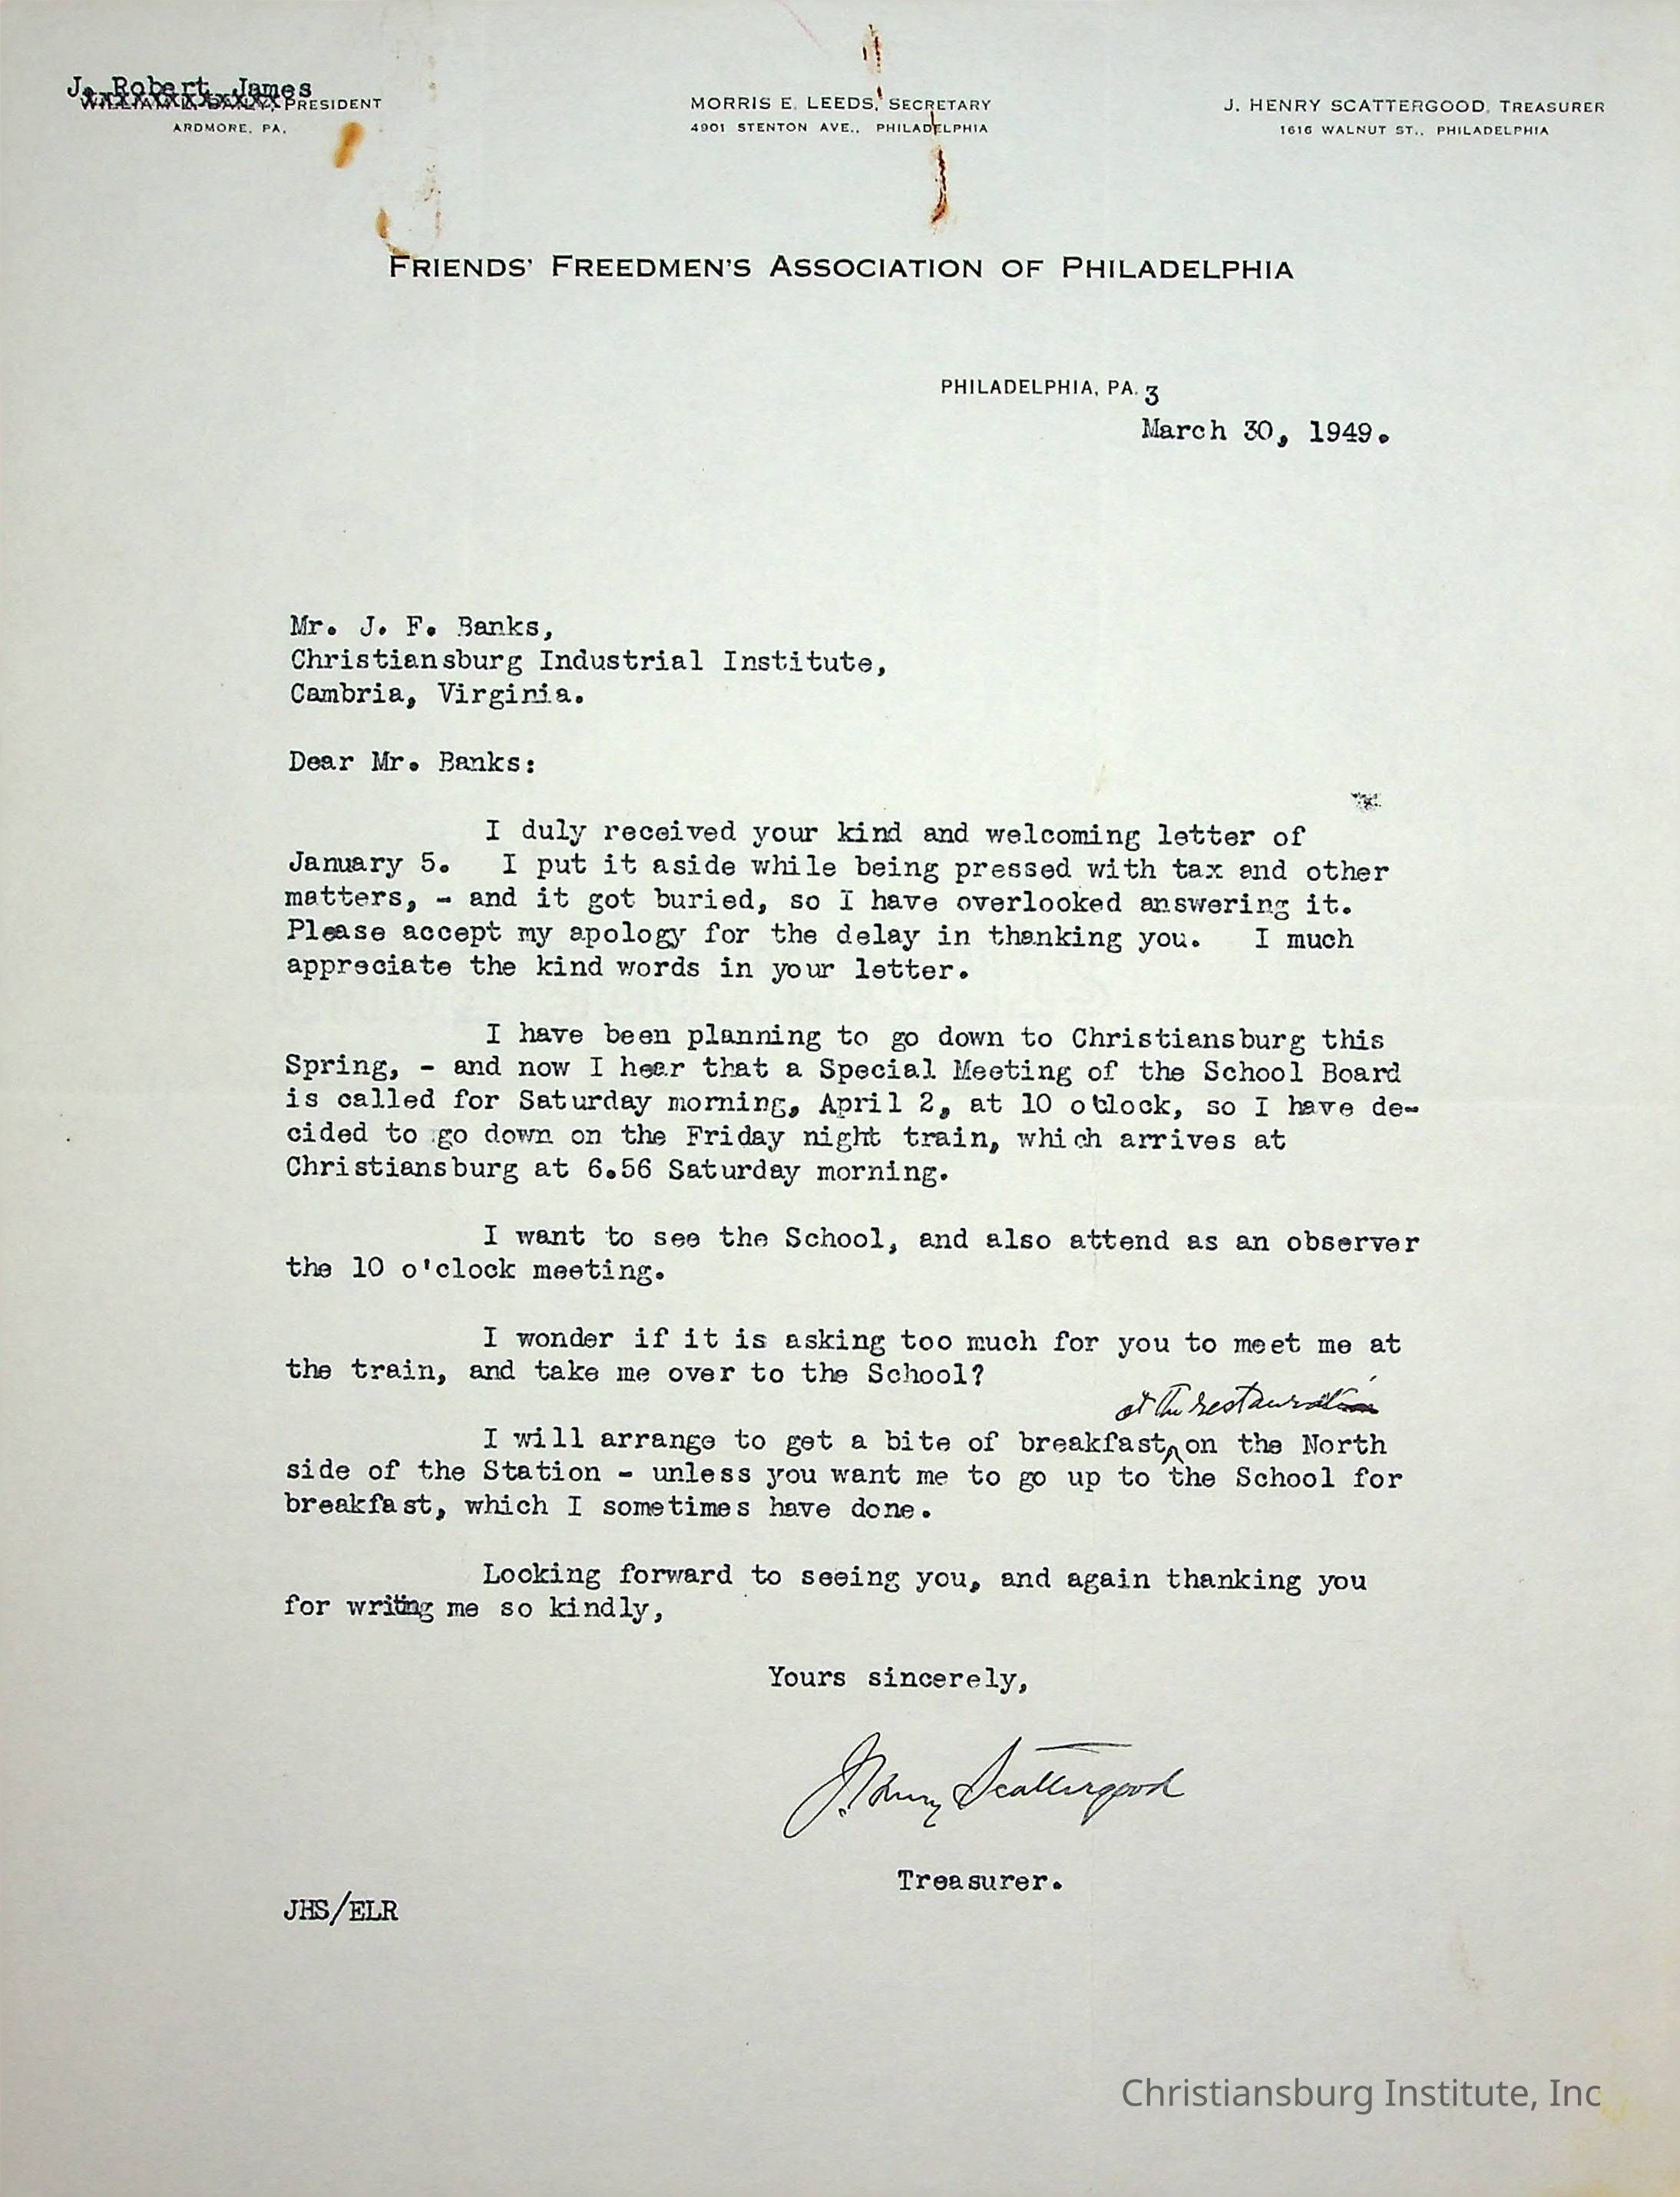 J. Robert James
WILLIAM L. BAILY, PRESIDENT
ARDMORE, PA.
MORRIS E. LEEDS, SECRETARY
4901 STENTON AVE., PHILADELPHIA
J. HENRY SCATTERGOOD, TREASURER
1616 WALNUT ST., PHILADELPHIA
FRIENDS' FREEDMEN'S ASSOCIATION OF PHILADELPHIA
PHILADELPHIA, PA. 3
March 30, 1949.
Mr. J. F. Banks,
Christiansburg Industrial Institute,
Cambria, Virginia.
Dear Mr. Banks:
I duly received your kind and welcoming letter of
January 5. I put it aside while being pressed with tax and other
matters, - and it got buried, so I have overlooked answering it.
Please accept my apology for the delay in thanking you. I much
appreciate the kind words in your letter.
I have been planning to go down to Christiansburg this
Spring, - and now I hear that a Special Meeting of the School Board
is called for Saturday morning, April 2, at 10 o'clock, so I have de-
cided to go down on the Friday night train, which arrives at
Christiansburg at 6.56 Saturday morning.
I want to see the School, and also attend as an observer
the 10 o'clock meeting.
I wonder if it is asking too much for you to meet me at
the train, and take me over to the School?
at the restaurant
I will arrange to get a bite of breakfast, on the North
side of the Station - unless you want me to go up to the School for
breakfast, which I sometimes have done.
Looking forward to seeing you, and again thanking you
for writing me so kindly,
Yours sincerely,
J. Henry Scattergood
Treasurer.
JHS/ELR
Christiansburg Institute, Inc